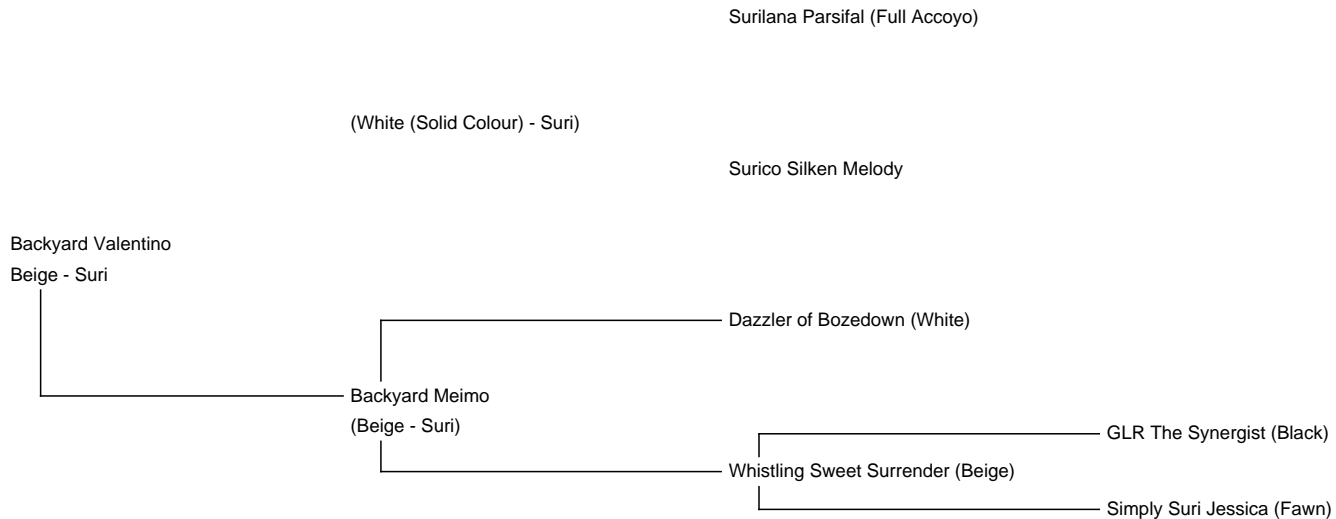 Surilana Parsifal (Full Accoyo)
(White (Solid Colour) - Suri)
Surico Silken Melody
Backyard Valentino
Beige - Suri
Dazzler of Bozedown (White)
Backyard Meimo
(Beige - Suri)
GLR The Synergist (Black)
Whistling Sweet Surrender (Beige)
Simply Suri Jessica (Fawn)